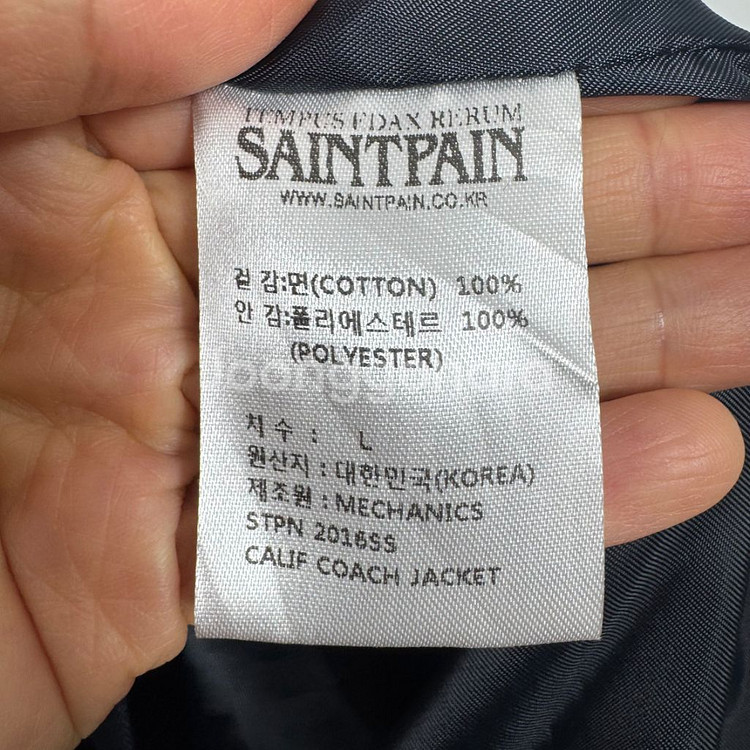 TEMPUS EDAX RERUM
SAINTPAIN
WWW.SAINTPAIN.CO.KR
겉 감:면(COTTON) 100%
안 감:폴리에스테르 100%
(POLYESTER)
치 수 : L
원산지 : 대한민국(KOREA)
제조원 : MECHANICS
STPN 2016SS
CALIF COACH JACKET